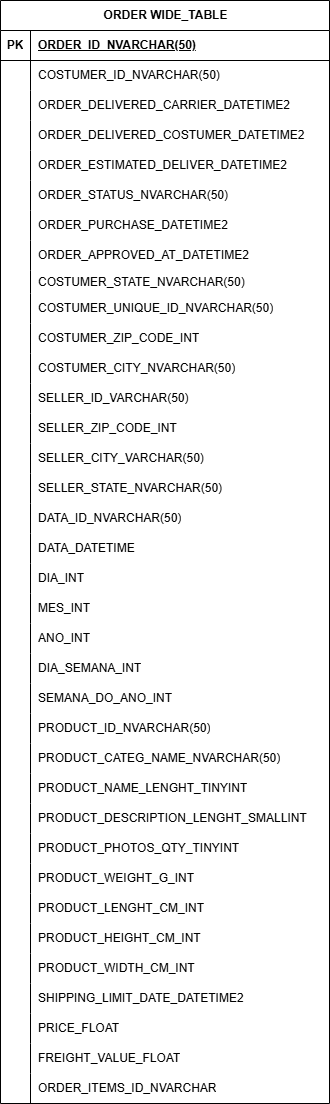 ORDER WIDE_TABLE
PK ORDER_ID_NVARCHAR(50)
COSTUMER_ID_NVARCHAR(50)
ORDER_DELIVERED_CARRIER_DATETIME2
ORDER_DELIVERED_COSTUMER_DATETIME2
ORDER_ESTIMATED_DELIVER_DATETIME2
ORDER_STATUS_NVARCHAR(50)
ORDER_PURCHASE_DATETIME2
ORDER_APPROVED_AT_DATETIME2
COSTUMER_STATE_NVARCHAR(50)
COSTUMER_UNIQUE_ID_NVARCHAR(50)
COSTUMER_ZIP_CODE_INT
COSTUMER_CITY_NVARCHAR(50)
SELLER_ID_VARCHAR(50)
SELLER_ZIP_CODE_INT
SELLER_CITY_VARCHAR(50)
SELLER_STATE_NVARCHAR(50)
DATA_ID_NVARCHAR(50)
DATA_DATETIME
DIA_INT
MES_INT
ANO_INT
DIA_SEMANA_INT
SEMANA_DO_ANO_INT
PRODUCT_ID_NVARCHAR(50)
PRODUCT_CATEG_NAME_NVARCHAR(50)
PRODUCT_NAME_LENGHT_TINYINT
PRODUCT_DESCRIPTION_LENGHT_SMALLINT
PRODUCT_PHOTOS_QTY_TINYINT
PRODUCT_WEIGHT_G_INT
PRODUCT_LENGHT_CM_INT
PRODUCT_HEIGHT_CM_INT
PRODUCT_WIDTH_CM_INT
SHIPPING_LIMIT_DATE_DATETIME2
PRICE_FLOAT
FREIGHT_VALUE_FLOAT
ORDER_ITEMS_ID_NVARCHAR